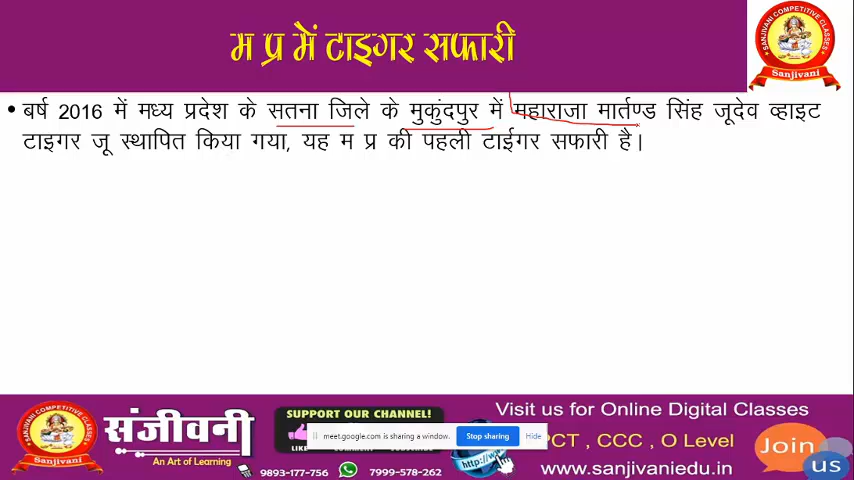 म प्र में टाइगर सफारी
SANJIVANI COMPETITIVE CLASSES
Sanjivani
• बर्ष 2016 में मध्य प्रदेश के सतना जिले के मुकुंदपुर में महाराजा मार्तण्ड सिंह जूदेव व्हाइट
टाइगर जू स्थापित किया गया, यह म प्र की पहली टाईगर सफारी है।
SANJIVANI COMPETITIVE CLASSES
Sanjivani
संजीवनी
An Art of Learning
SUPPORT OUR CHANNEL!
LIKE
meet.google.com is sharing a window.
Stop sharing
Hide
9893-177-756
7999-578-262
http://w
Visit us for Online Digital Classes
PCT , CCC , O Level
www.sanjivaniedu.in
Join
us